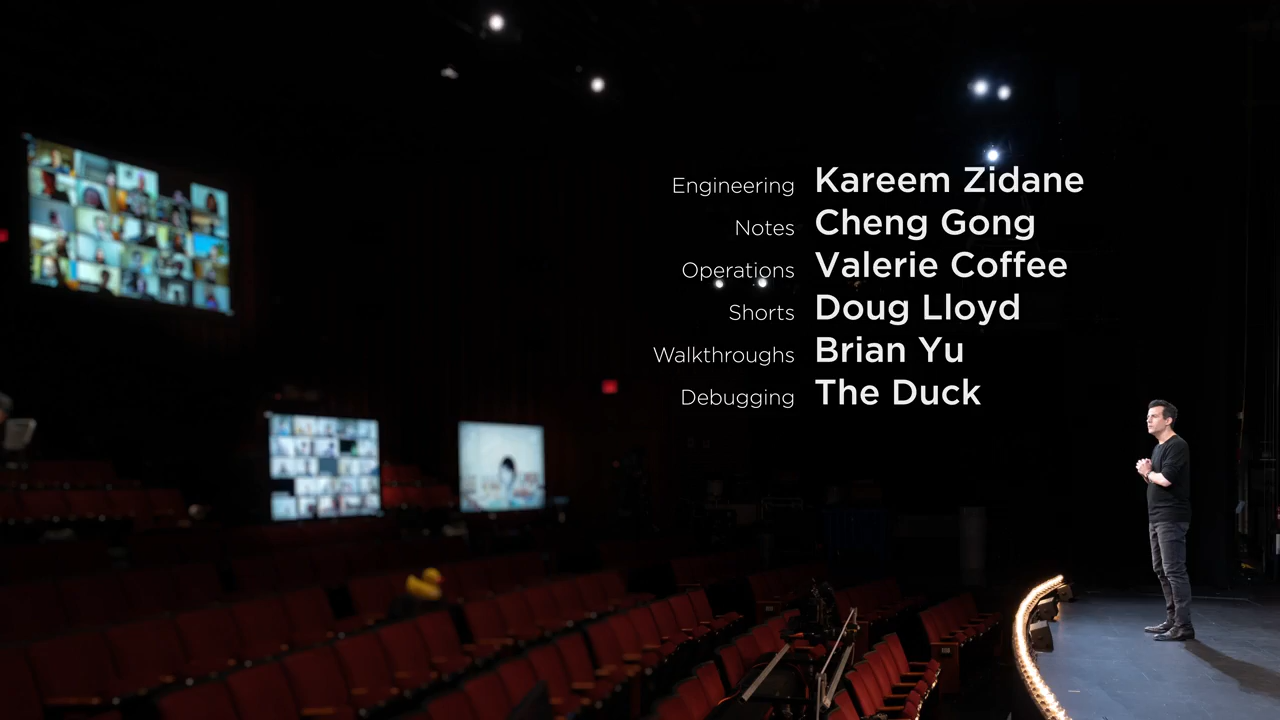 Engineering Kareem Zidane
Notes Cheng Gong
Operations Valerie Coffee
Shorts Doug Lloyd
Walkthroughs Brian Yu
Debugging The Duck